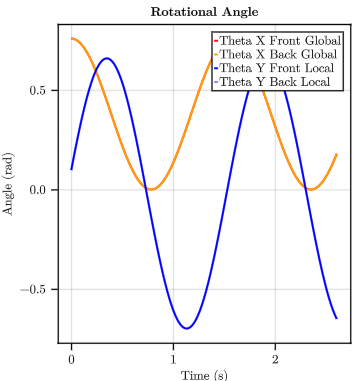 Rotational Angle
Theta X Front Global
Theta X Back Global
Theta Y Front Local
Theta Y Back Local
Angle (rad)
0.5
0.0
−0.5
0
1
2
Time (s)